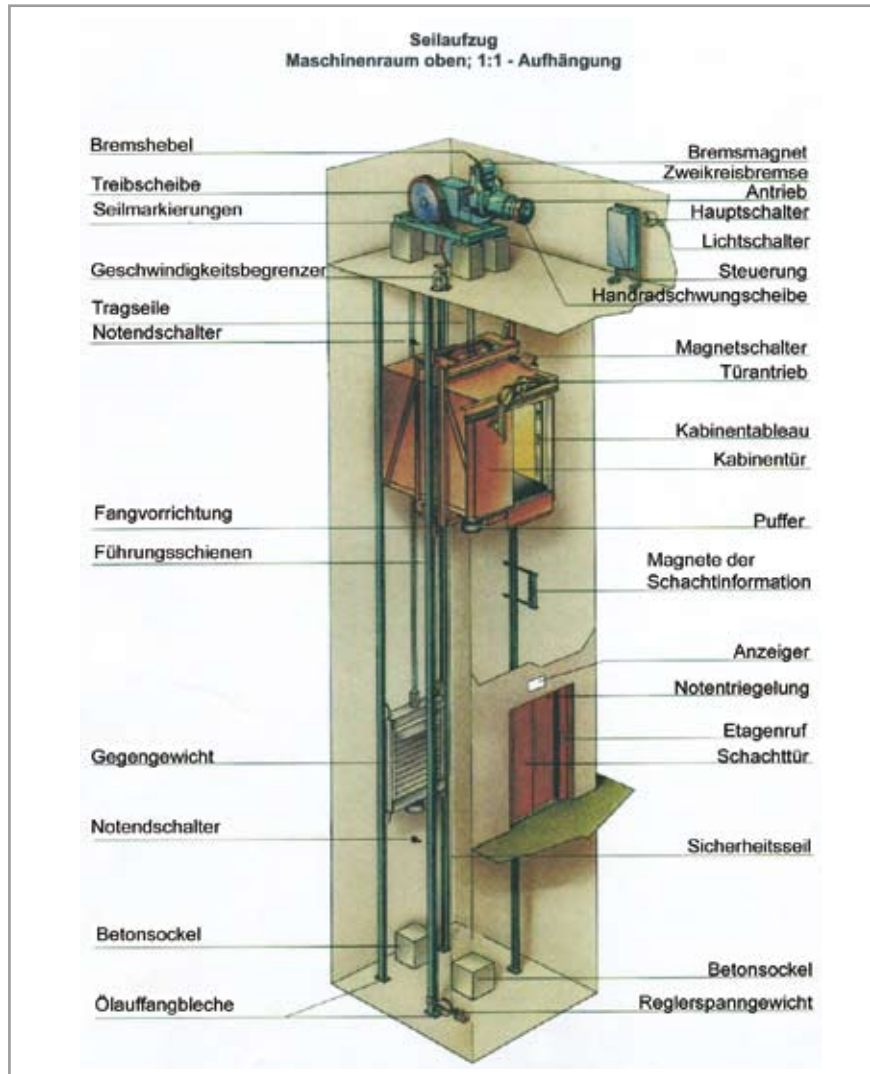 Seilaufzug
Maschinenraum oben; 1:1 - Aufhängung
Bremshebel
Treibscheibe
Seilmarkierungen
Geschwindigkeitsbegrenzer
Tragseile
Notendschalter
Fangvorrichtung
Führungsschienen
Gegengewicht
Notendschalter
Betonsockel
Ölauffangbleche
Bremsmagnet
Zweikreisbremse
Antrieb
Hauptschalter
Lichtschalter
Steuerung
Handradschwungscheibe
Magnetschalter
Türantrieb
Kabinentableau
Kabinentür
Puffer
Magnete der
Schachtinformation
Anzeiger
Notentriegelung
Etagenruf
Schachttür
Sicherheitsseil
Betonsockel
Reglerspanngewicht